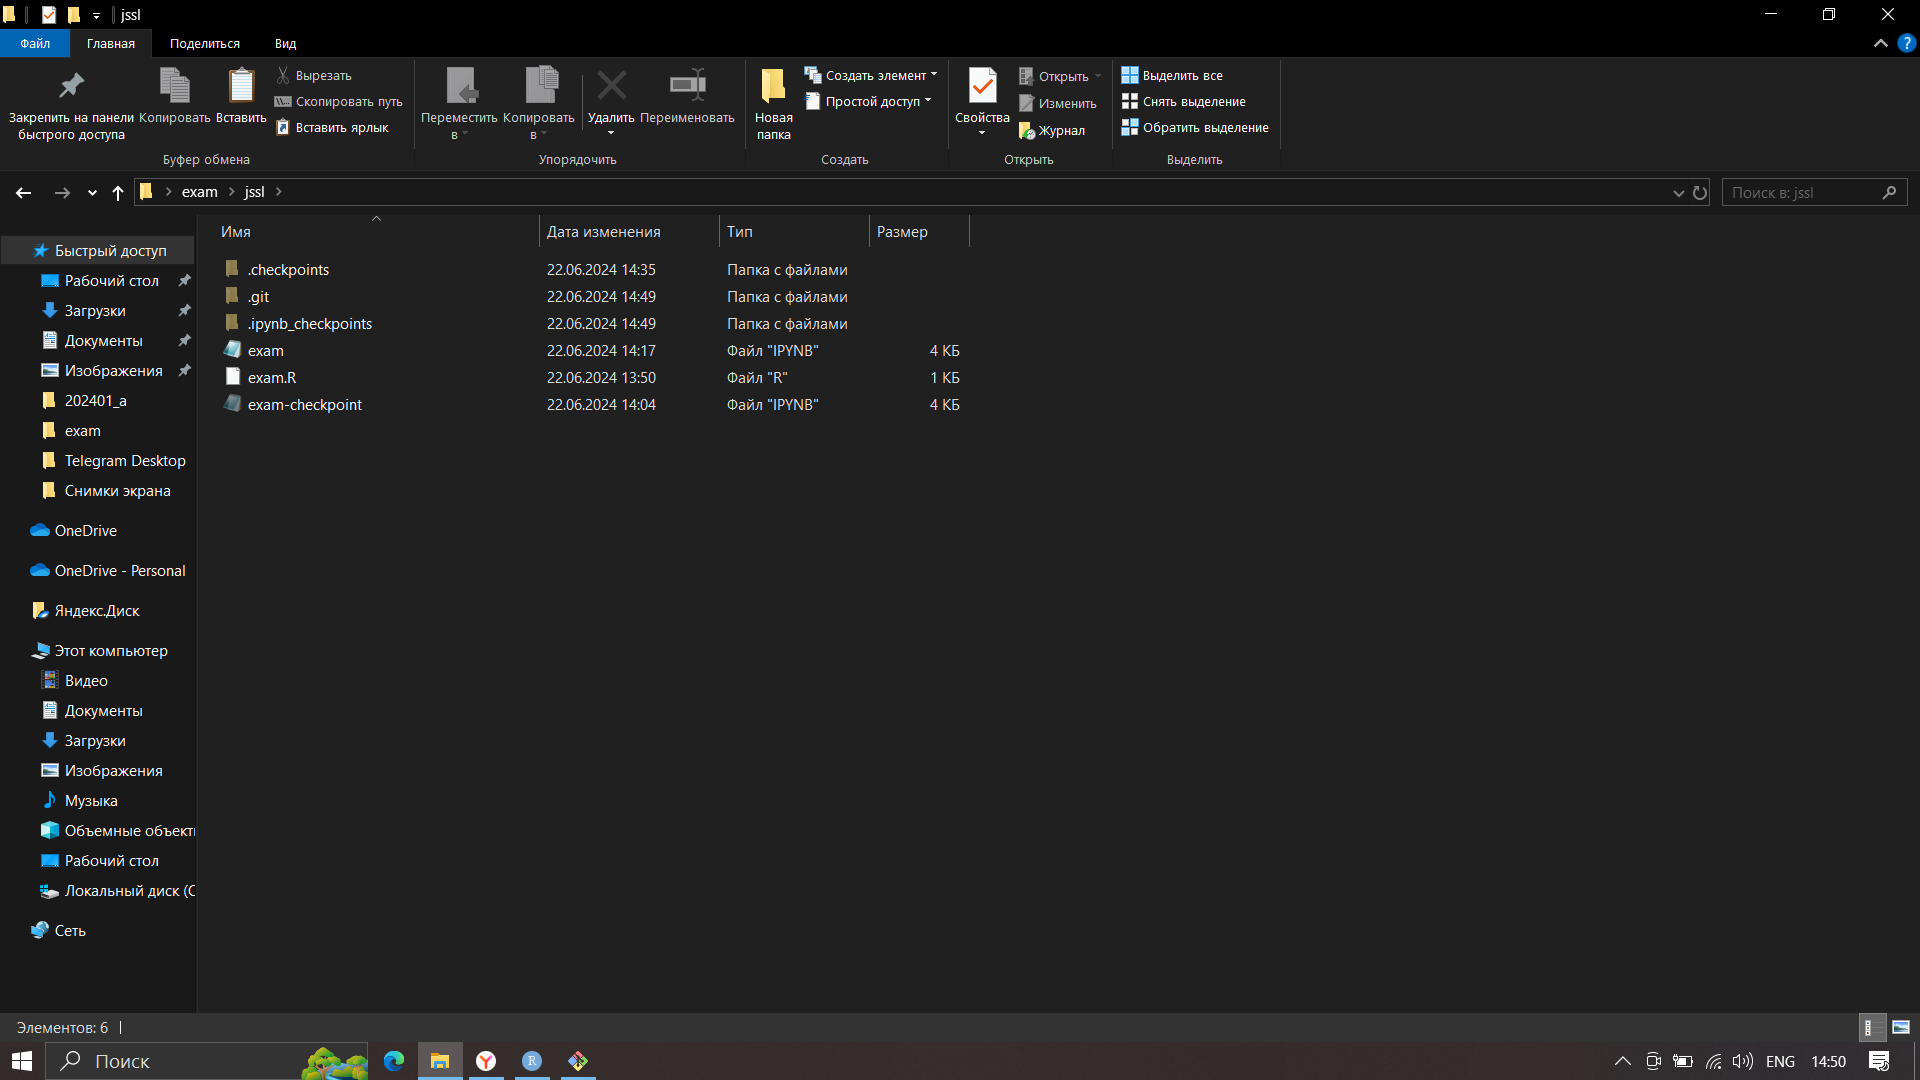 jssl
Файл Главная Поделиться Вид
Закрепить на панели быстрого доступа
Копировать
Вставить
Вырезать
Скопировать путь
Вставить ярлык
Буфер обмена
Переместить в
Копировать в
Удалить
Переименовать
Упорядочить
Новая папка
Создать элемент
Простой доступ
Создать
Свойства
Открыть
Изменить
Журнал
Открыть
Выделить все
Снять выделение
Обратить выделение
Выделить
exam jssl
Поиск в: jssl
Быстрый доступ
Рабочий стол
Загрузки
Документы
Изображения
202401_a
exam
Telegram Desktop
Снимки экрана
OneDrive
OneDrive - Personal
Яндекс.Диск
Этот компьютер
Видео
Документы
Загрузки
Изображения
Музыка
Объемные объект
Рабочий стол
Локальный диск (C
Сеть
Имя Дата изменения Тип Размер
.checkpoints 22.06.2024 14:35 Папка с файлами
.git 22.06.2024 14:49 Папка с файлами
.ipynb_checkpoints 22.06.2024 14:49 Папка с файлами
exam 22.06.2024 14:17 Файл "IPYNB" 4 КБ
exam.R 22.06.2024 13:50 Файл "R" 1 КБ
exam-checkpoint 22.06.2024 14:04 Файл "IPYNB" 4 КБ
Элементов: 6
Поиск
ENG 14:50